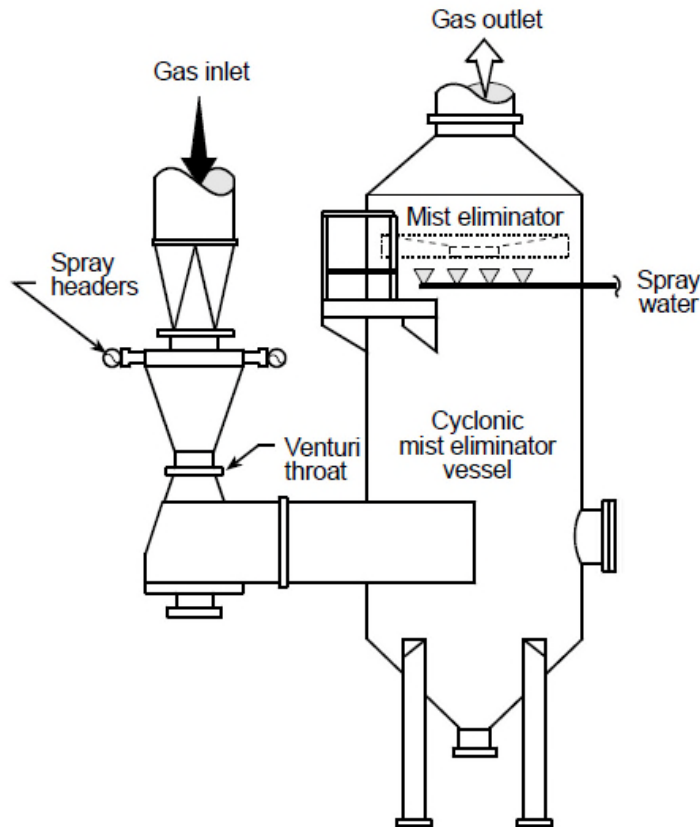 Gas outlet
Gas inlet
Mist eliminator
Spray
headers
Spray
water
Cyclonic
mist eliminator
vessel
Venturi
throat